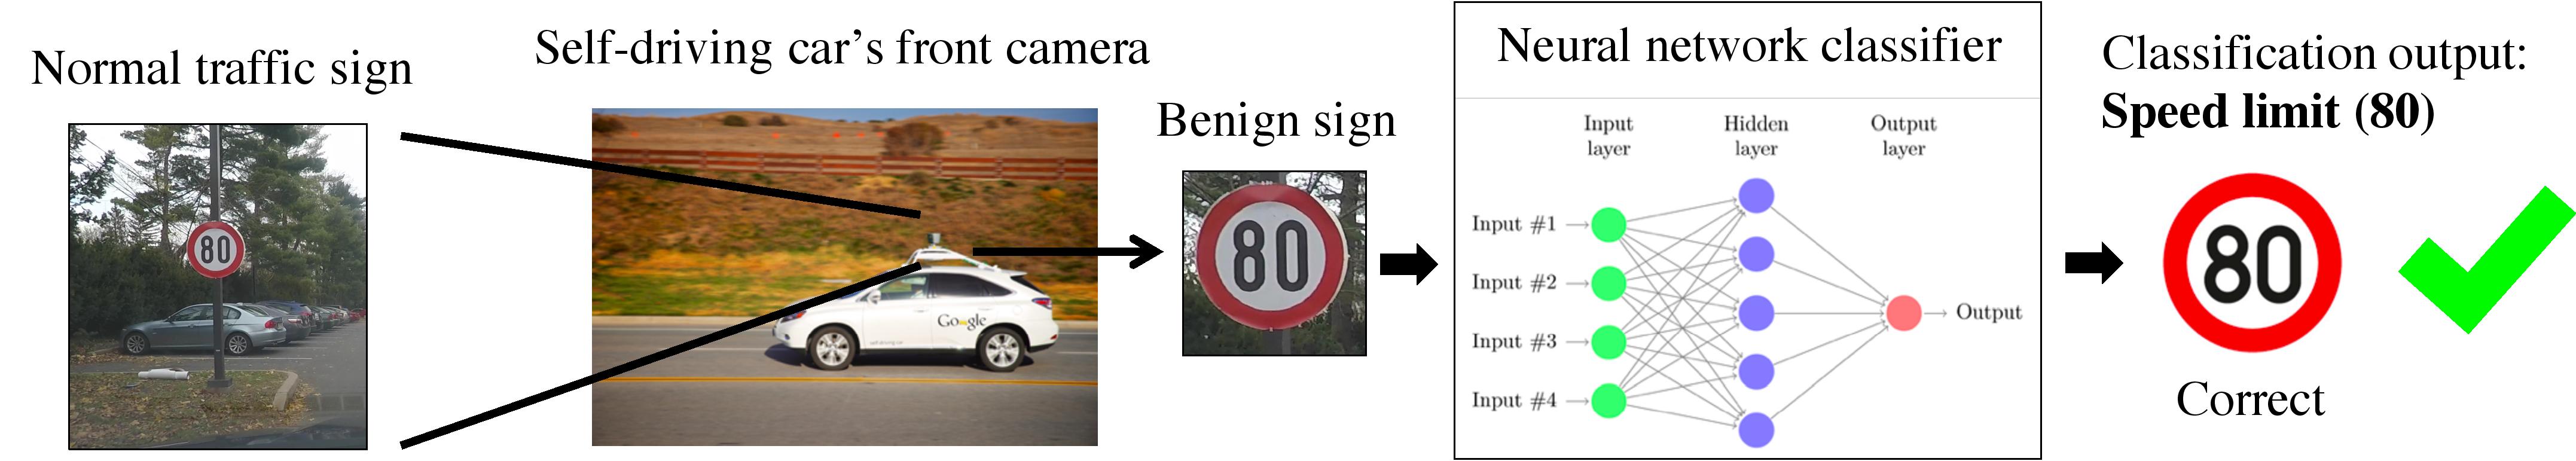 Normal traffic sign
80
Self-driving car's front camera
Google
Benign sign
80
Neural network classifier
Input
layer
Hidden
layer
Output
layer
Input #1
Input #2
Input #3
Input #4
Output
Classification output:
Speed limit (80)
80
Correct